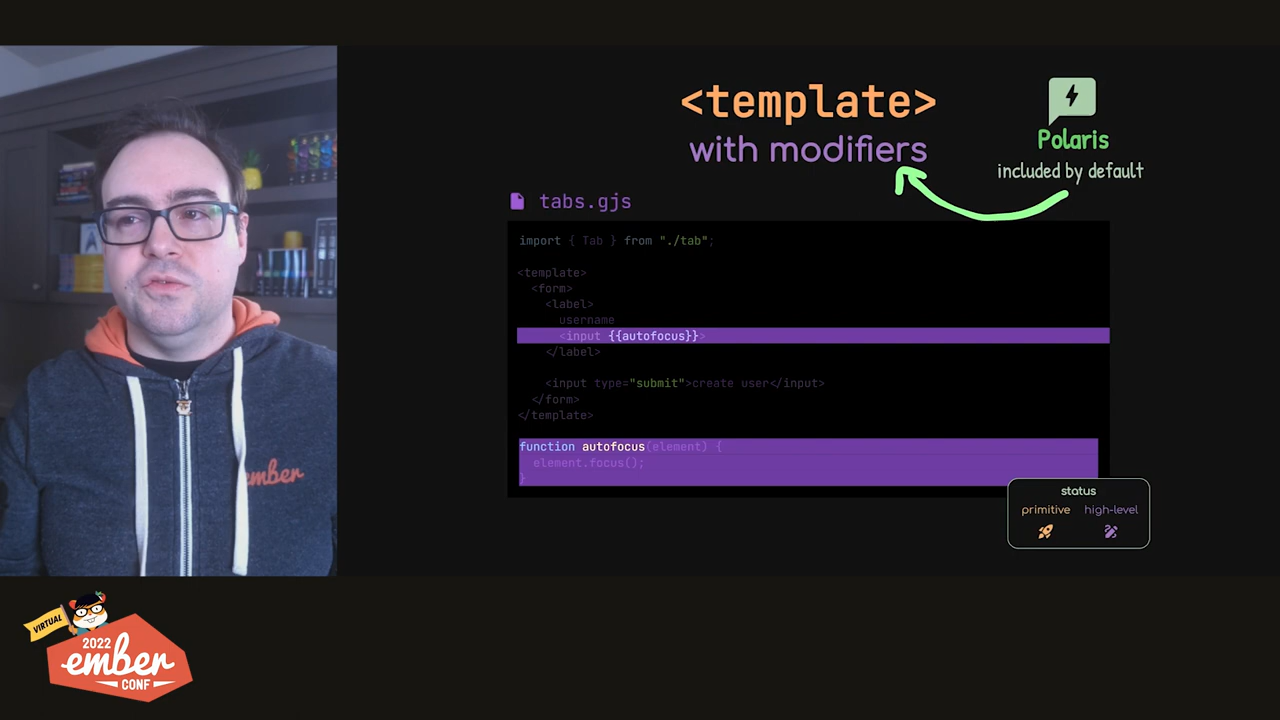 <template>
with modifiers
Polaris
included by default
tabs.gjs
import { Tab } from "./tab";
<template>
<form>
<label>
username
<input {{autofocus}}>
</label>
<input type="submit">create user</input>
</form>
</template>
function autofocus(element) {
element.focus();
}
status
primitive high-level
ember
VIRTUAL
2022
ember
CONF